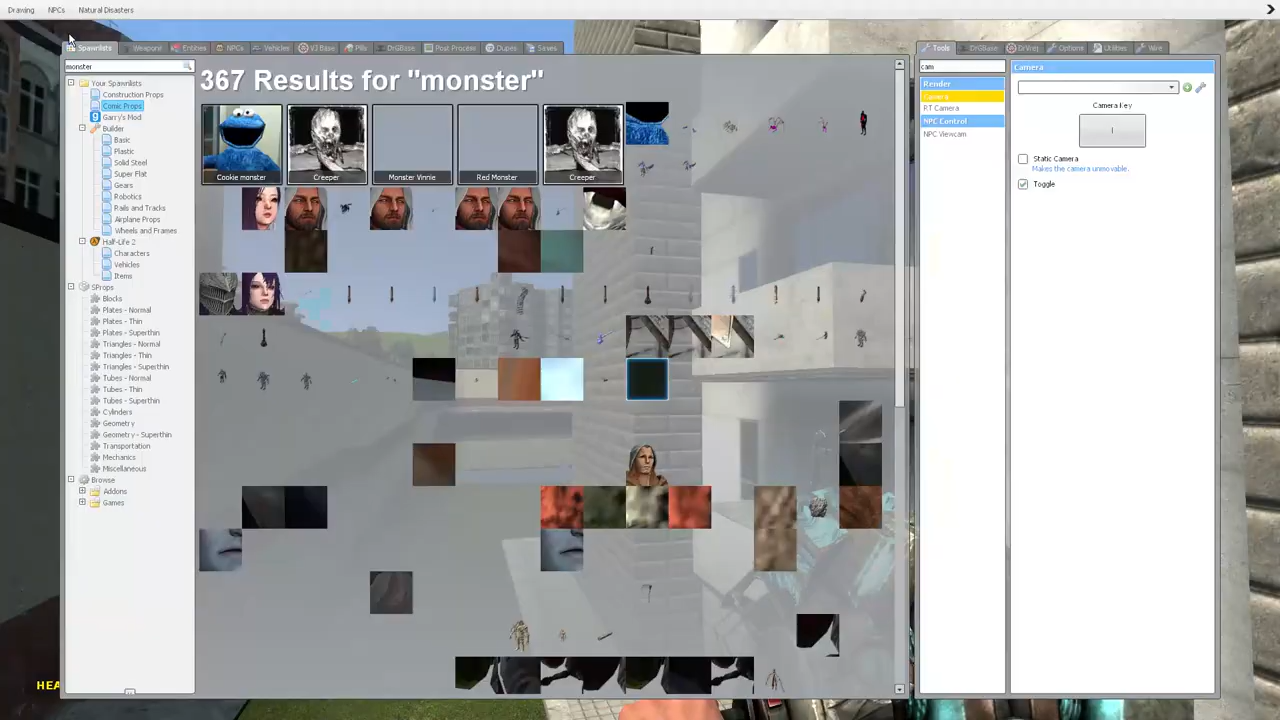 Drawing NPCs Natural Disasters
Spawnlists Weapons Entities NPCs Vehicles VJ Base Pills DrGBase Post Process Dupes Saves
monster
367 Results for "monster"
Your Spawnlists
Construction Props
Comic Props
Garry's Mod
Builder
Basic
Plastic
Solid Steel
Super Flat
Gears
Robotics
Rails and Tracks
Airplane Props
Wheels and Frames
Half-Life 2
Characters
Vehicles
Items
SProps
Blocks
Plates - Normal
Plates - Thin
Plates - Superthin
Triangles - Normal
Triangles - Thin
Triangles - Superthin
Tubes - Normal
Tubes - Thin
Tubes - Superthin
Cylinders
Geometry
Geometry - Superthin
Transportation
Mechanics
Miscellaneous
Browse
Addons
Games
Cookie monster Creeper Monster Vinnie Red Monster Creeper
Tools DrGBase DrVrej Options Utilities Wire
cam
Render
Camera
RT Camera
NPC Control
NPC Viewcam
Camera
Camera Key
Static Camera
Makes the camera unmovable.
Toggle
HEA